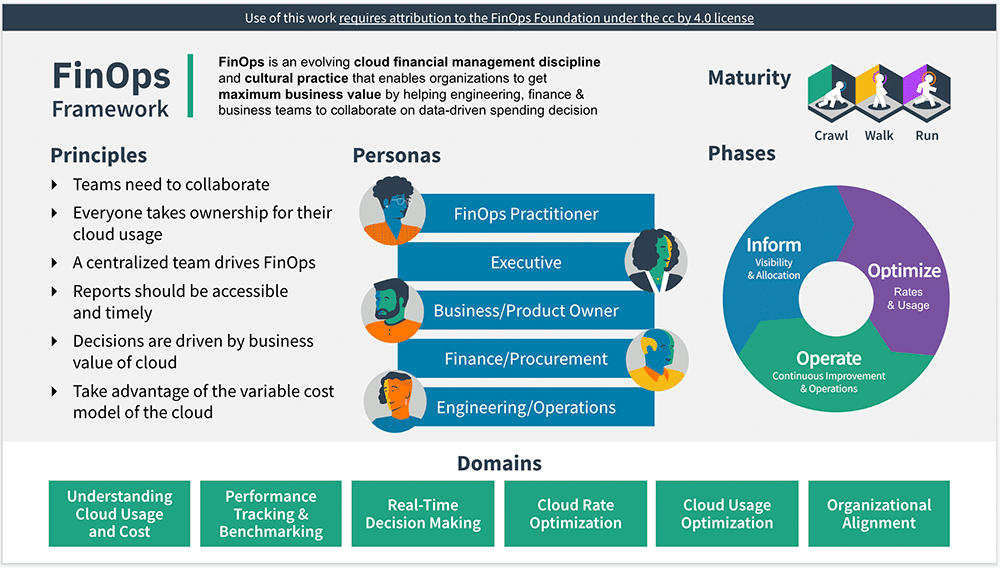 Use of this work requires attribution to the FinOps Foundation under the cc by 4.0 license
FinOps
Framework
FinOps is an evolving cloud financial management discipline
and cultural practice that enables organizations to get
maximum business value by helping engineering, finance &
business teams to collaborate on data-driven spending decision
Maturity
Crawl
Walk
Run
Principles
Teams need to collaborate
Everyone takes ownership for their
cloud usage
A centralized team drives FinOps
Reports should be accessible
and timely
Decisions are driven by business
value of cloud
Take advantage of the variable cost
model of the cloud
Personas
FinOps Practitioner
Executive
Business/Product Owner
Finance/Procurement
Engineering/Operations
Phases
Inform
Visibility
& Allocation
Optimize
Rates
& Usage
Operate
Continuous Improvement
& Operations
Domains
Understanding
Cloud Usage
and Cost
Performance
Tracking &
Benchmarking
Real-Time
Decision Making
Cloud Rate
Optimization
Cloud Usage
Optimization
Organizational
Alignment